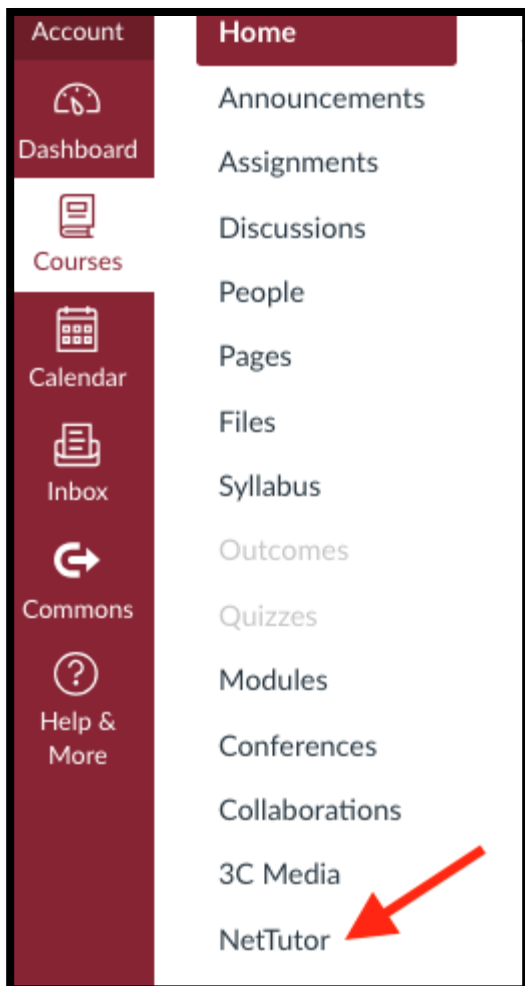 Account
Dashboard
Courses
Calendar
Inbox
Commons
Help &
More
Home
Announcements
Assignments
Discussions
People
Pages
Files
Syllabus
Outcomes
Quizzes
Modules
Conferences
Collaborations
3C Media
NetTutor